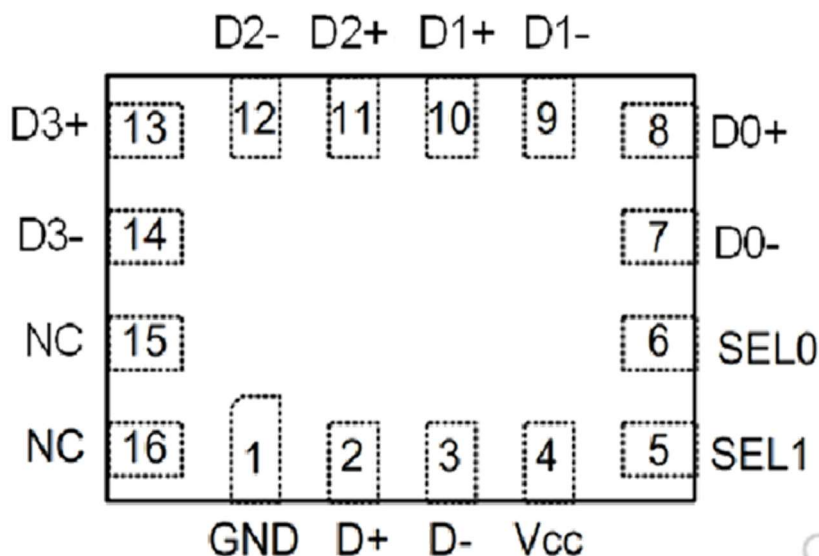 D2- D2+ D1+ D1-
12 11 10 9
D3+ 13 8 D0+
D3- 14 7 D0-
NC 15 6 SEL0
NC 16 5 SEL1
1 2 3 4
GND D+ D- Vcc